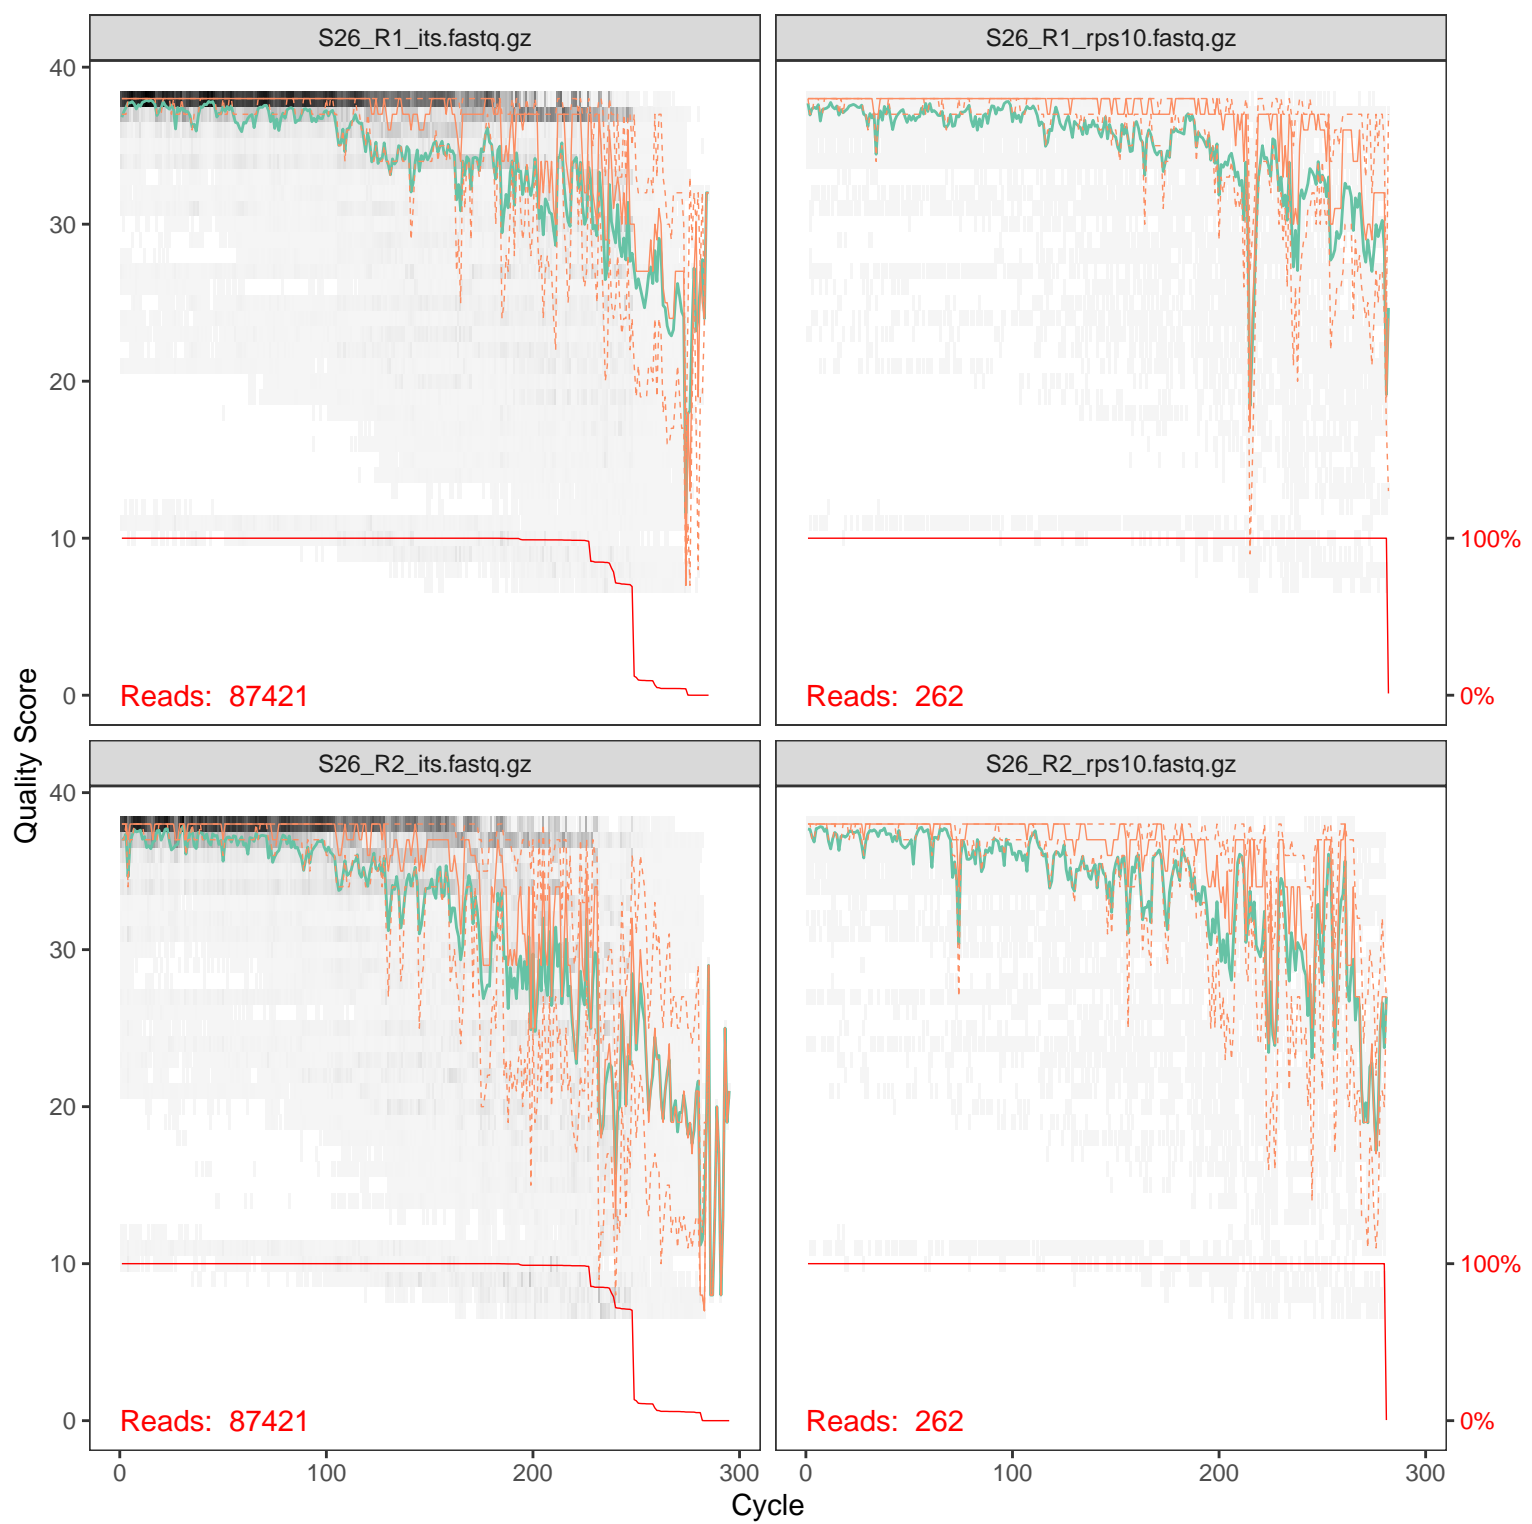 S26_R1_its.fastq.gz
S26_R1_rps10.fastq.gz
40
30
20
10
0
Reads: 87421
Reads: 262
100%
0%
Quality Score
S26_R2_its.fastq.gz
S26_R2_rps10.fastq.gz
40
30
20
10
0
Reads: 87421
Reads: 262
100%
0%
0 100 200 300
0 100 200 300
Cycle